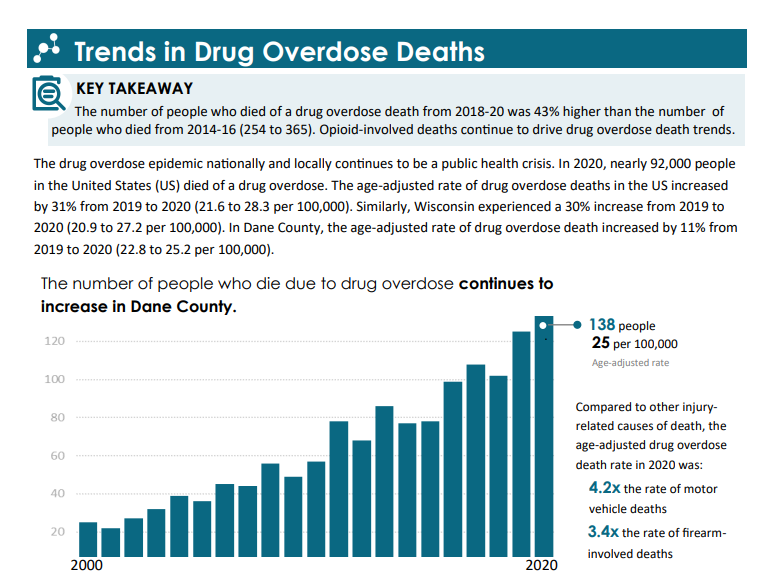 Trends in Drug Overdose Deaths
KEY TAKEAWAY
The number of people who died of a drug overdose death from 2018-20 was 43% higher than the number of
people who died from 2014-16 (254 to 365). Opioid-involved deaths continue to drive drug overdose death trends.
The drug overdose epidemic nationally and locally continues to be a public health crisis. In 2020, nearly 92,000 people
in the United States (US) died of a drug overdose. The age-adjusted rate of drug overdose deaths in the US increased
by 31% from 2019 to 2020 (21.6 to 28.3 per 100,000). Similarly, Wisconsin experienced a 30% increase from 2019 to
2020 (20.9 to 27.2 per 100,000). In Dane County, the age-adjusted rate of drug overdose death increased by 11% from
2019 to 2020 (22.8 to 25.2 per 100,000).
The number of people who die due to drug overdose continues to
increase in Dane County.
120
100
80
60
40
20
2000
2020
138 people
25 per 100,000
Age-adjusted rate
Compared to other injury-
related causes of death, the
age-adjusted drug overdose
death rate in 2020 was:
4.2x the rate of motor
vehicle deaths
3.4x the rate of firearm-
involved deaths